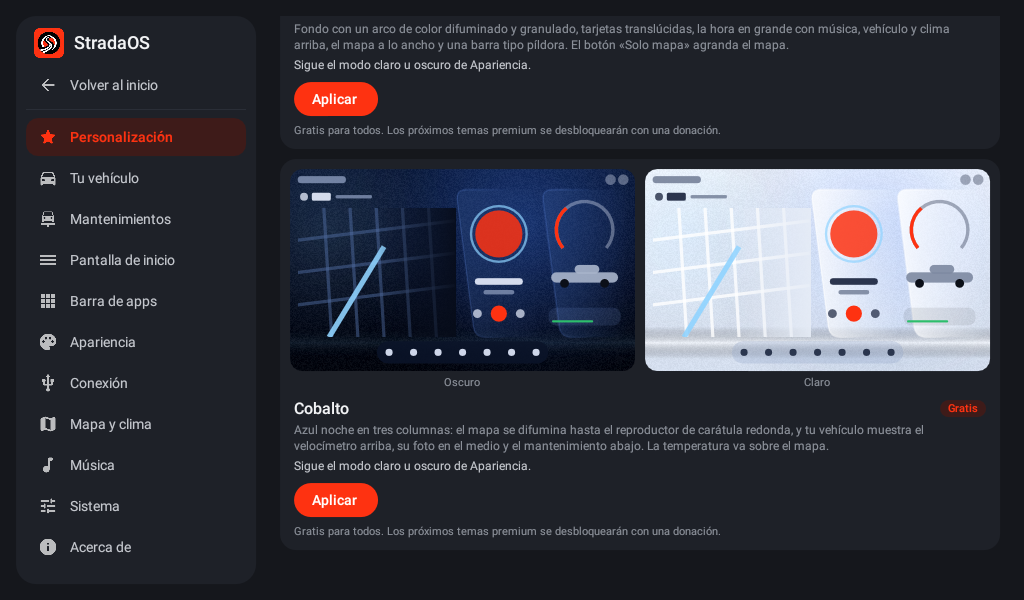 StradaOS
Volver al inicio
Personalización
Tu vehículo
Mantenimientos
Pantalla de inicio
Barra de apps
Apariencia
Conexión
Mapa y clima
Música
Sistema
Acerca de
Fondo con un arco de color difuminado y granulado, tarjetas translúcidas, la hora en grande con música, vehículo y clima
arriba, el mapa a lo ancho y una barra tipo píldora. El botón «Solo mapa» agranda el mapa.
Sigue el modo claro u oscuro de Apariencia.
Aplicar
Gratis para todos. Los próximos temas premium se desbloquearán con una donación.
Oscuro
Claro
Cobalto
Gratis
Azul noche en tres columnas: el mapa se difumina hasta el reproductor de carátula redonda, y tu vehículo muestra el
velocímetro arriba, su foto en el medio y el mantenimiento abajo. La temperatura va sobre el mapa.
Sigue el modo claro u oscuro de Apariencia.
Aplicar
Gratis para todos. Los próximos temas premium se desbloquearán con una donación.